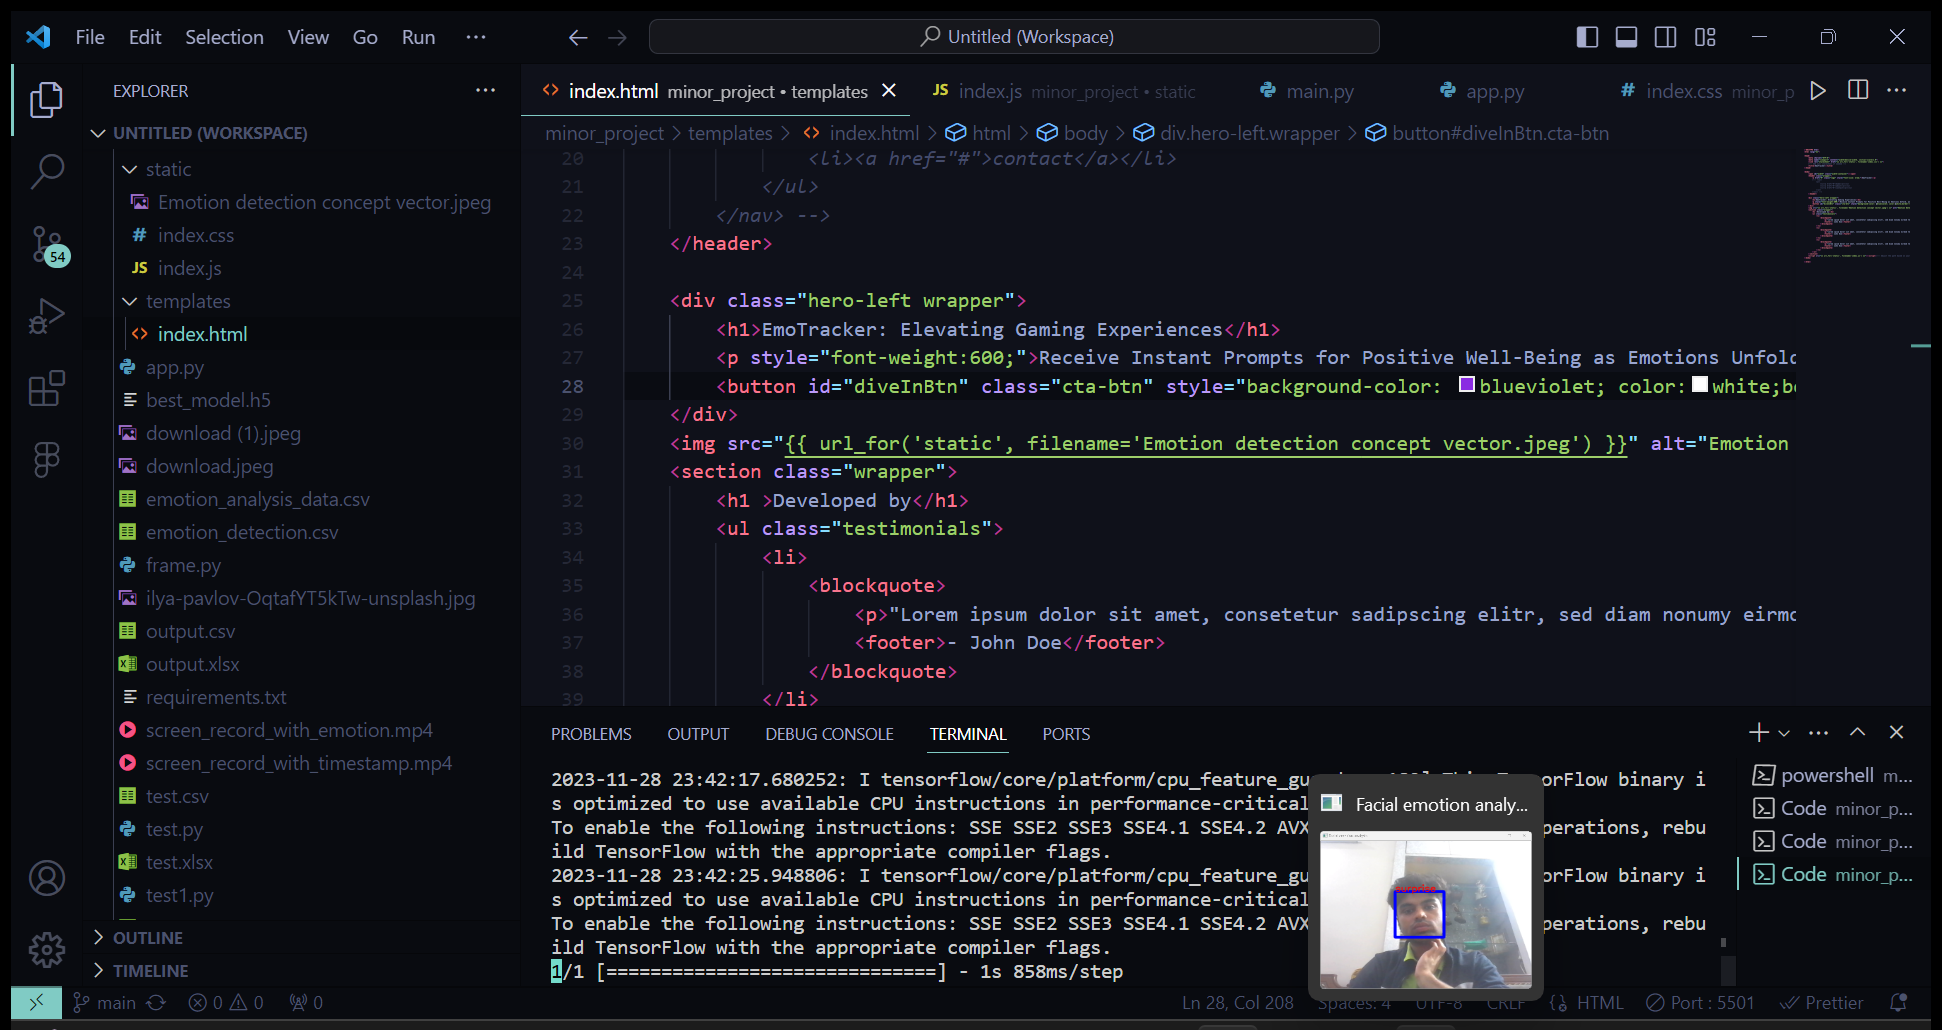 File Edit Selection View Go Run ···
Untitled (Workspace)
EXPLORER
UNTITLED (WORKSPACE)
static
Emotion detection concept vector.jpeg
# index.css
JS index.js
templates
<> index.html
app.py
best_model.h5
download (1).jpeg
download.jpeg
emotion_analysis_data.csv
emotion_detection.csv
frame.py
ilya-pavlov-OqtafYT5kTw-unsplash.jpg
output.csv
output.xlsx
requirements.txt
screen_record_with_emotion.mp4
screen_record_with_timestamp.mp4
test.csv
test.py
test.xlsx
test1.py
OUTLINE
TIMELINE
54
<> index.html minor_project • templates
JS index.js minor_project • static
main.py
app.py
# index.css minor_p
minor_project > templates > <> index.html > html > body > div.hero-left.wrapper > button#diveInBtn.cta-btn
20 <li><a href="#">contact</a></li>
21 </ul>
22 </nav> -->
23 </header>
24
25 <div class="hero-left wrapper">
26 <h1>EmoTracker: Elevating Gaming Experiences</h1>
27 <p style="font-weight:600;">Receive Instant Prompts for Positive Well-Being as Emotions Unfol
28 <button id="diveInBtn" class="cta-btn" style="background-color: blueviolet; color: white;b
29 </div>
30 <img src="{{ url_for('static', filename='Emotion detection concept vector.jpeg') }}" alt="Emotion
31 <section class="wrapper">
32 <h1 >Developed by</h1>
33 <ul class="testimonials">
34 <li>
35 <blockquote>
36 <p>"Lorem ipsum dolor sit amet, consetetur sadipscing elitr, sed diam nonumy eirmo
37 <footer>- John Doe</footer>
38 </blockquote>
39 </li>
PROBLEMS OUTPUT DEBUG CONSOLE TERMINAL PORTS
2023-11-28 23:42:17.680252: I tensorflow/core/platform/cpu_feature_gu orFlow binary i
s optimized to use available CPU instructions in performance-critical
To enable the following instructions: SSE SSE2 SSE3 SSE4.1 SSE4.2 AVX perations, rebu
ild TensorFlow with the appropriate compiler flags.
2023-11-28 23:42:25.948806: I tensorflow/core/platform/cpu_feature_gu orFlow binary i
s optimized to use available CPU instructions in performance-critical
To enable the following instructions: SSE SSE2 SSE3 SSE4.1 SSE4.2 AVX perations, rebu
ild TensorFlow with the appropriate compiler flags.
1/1 [==============================] - 1s 858ms/step
Facial emotion analy...
powershell m...
Code minor_p...
Code minor_p...
Code minor_p...
main 0 0 0
Ln 28, Col 208 Spaces: 4 UTF-8 CRLF HTML Port : 5501 Prettier